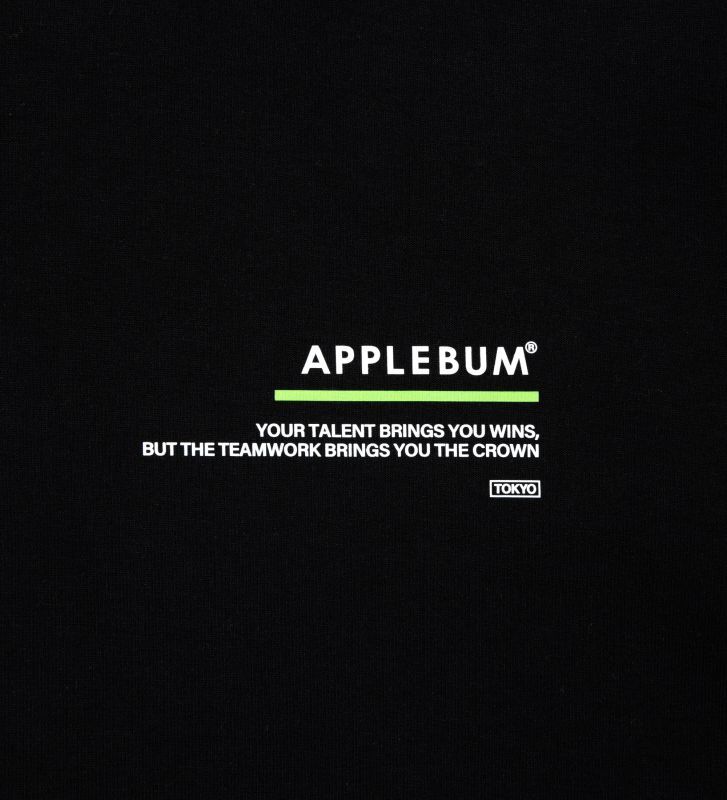 APPLEBUM®
YOUR TALENT BRINGS YOU WINS,
BUT THE TEAMWORK BRINGS YOU THE CROWN
TOKYO